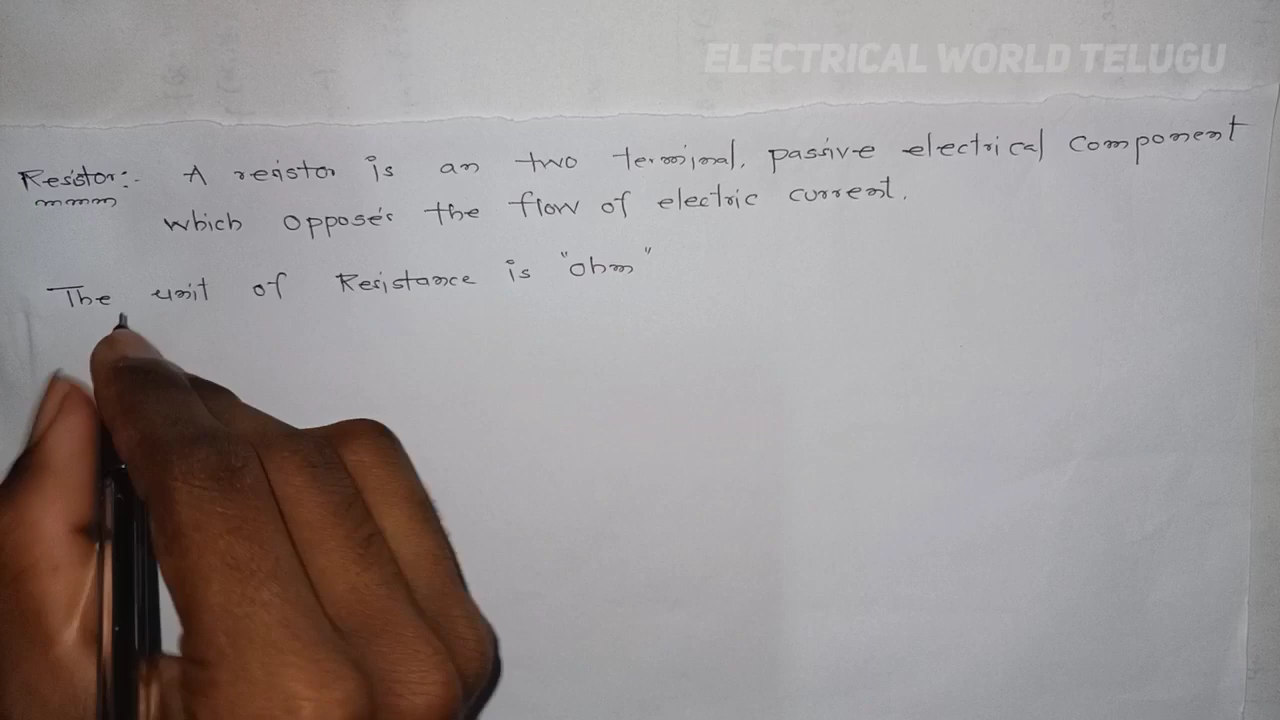 ELECTRICAL WORLD TELUGU
Resistor:- A resistor is an two terminal, passive electrical component
which opposes the flow of electric current.
The unit of Resistance is "ohm"